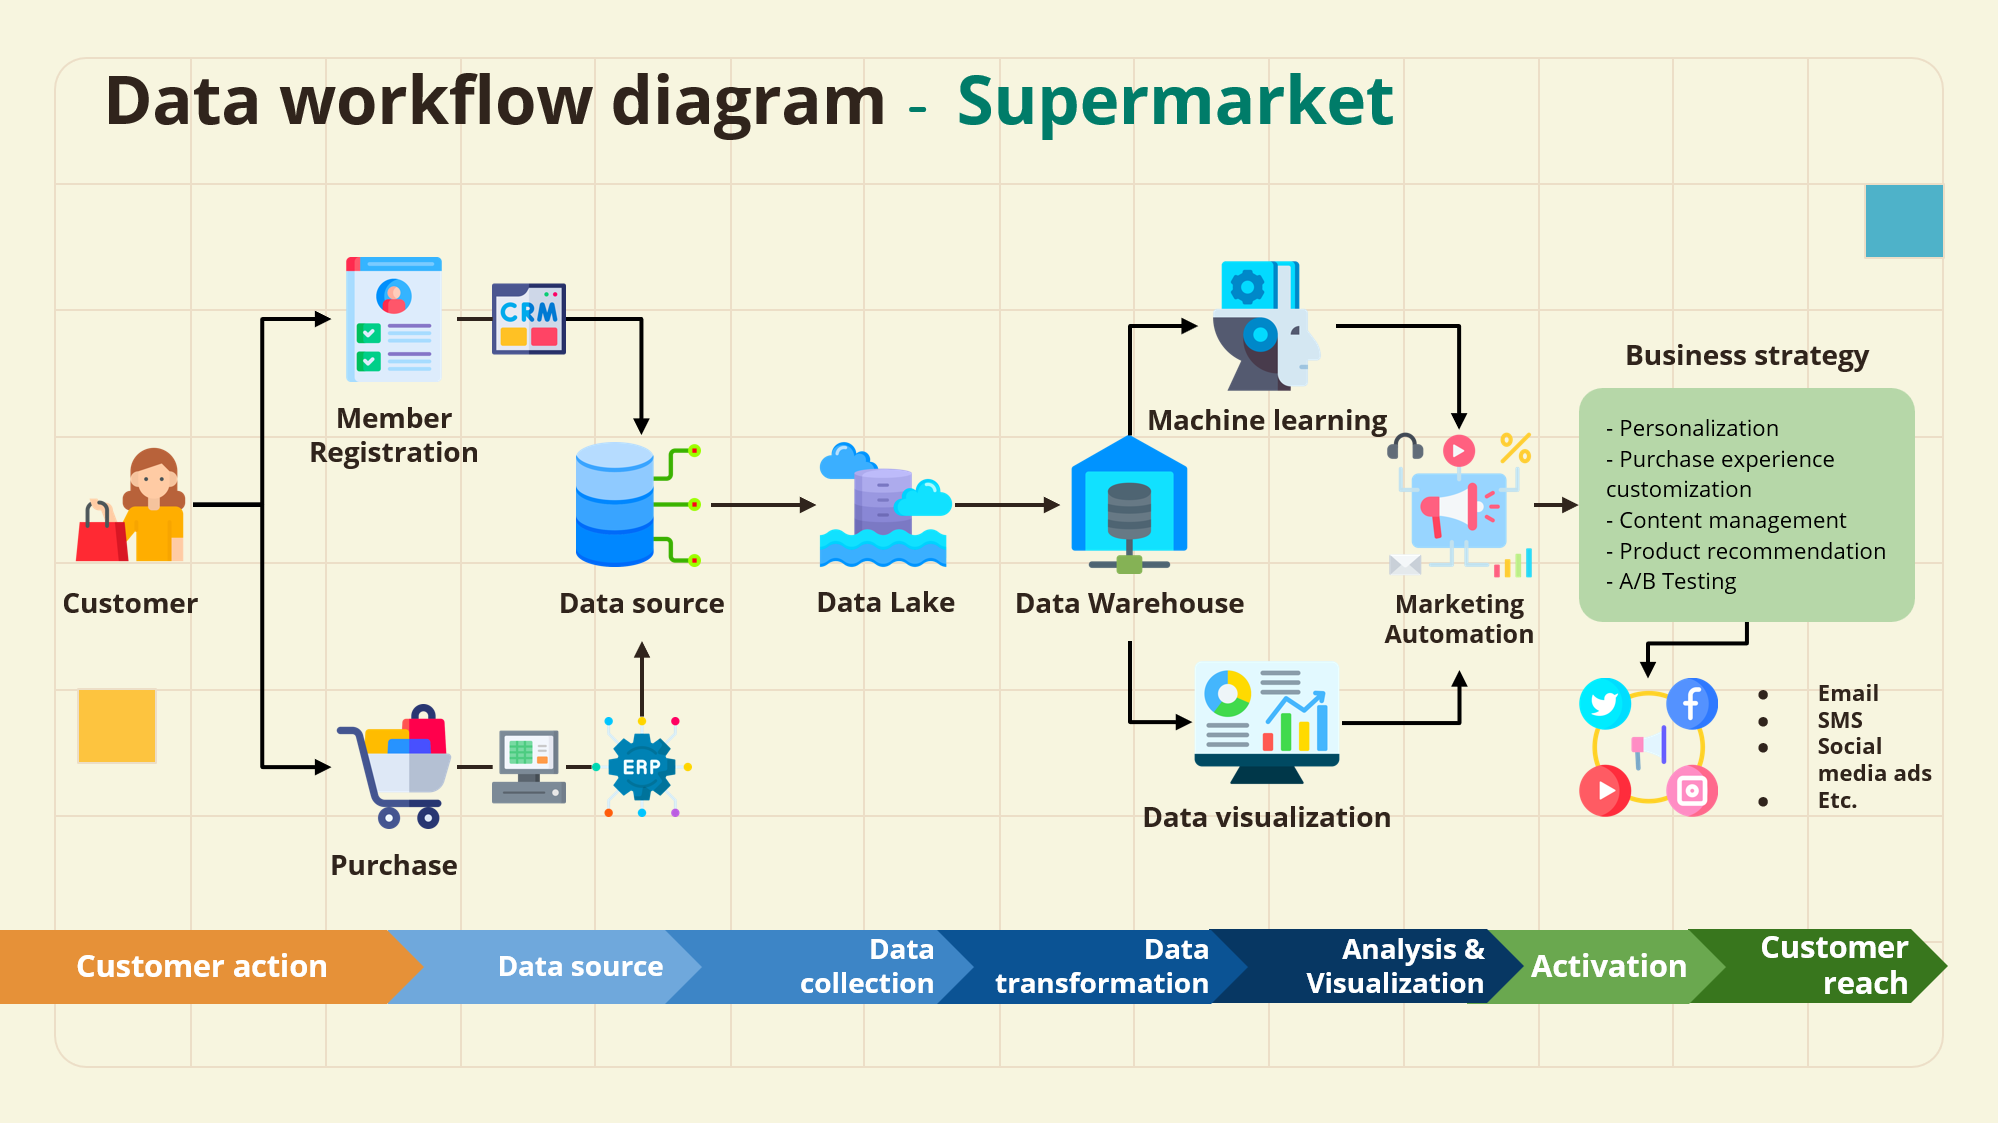 Data workflow diagram - Supermarket
CRM
Member
Registration
Customer
Purchase
ERP
Data source
Data Lake
Data Warehouse
Machine learning
Data visualization
Marketing
Automation
Business strategy
- Personalization
- Purchase experience
customization
- Content management
- Product recommendation
- A/B Testing
● Email
● SMS
● Social
media ads
● Etc.
Customer action
Data source
Data
collection
Data
transformation
Analysis &
Visualization
Activation
Customer
reach